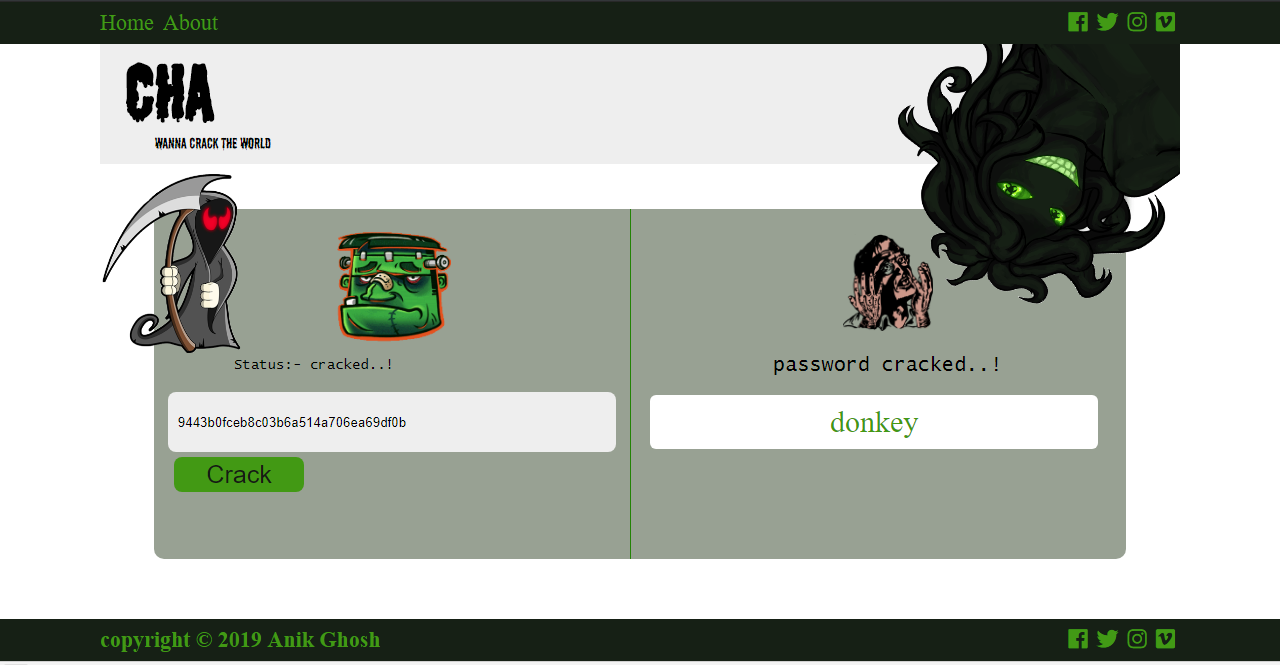 Home About
CHA
WANNA CRACK THE WORLD
Status:- cracked..!
9443b0fceb8c03b6a514a706ea69df0b
Crack
password cracked..!
donkey
copyright © 2019 Anik Ghosh